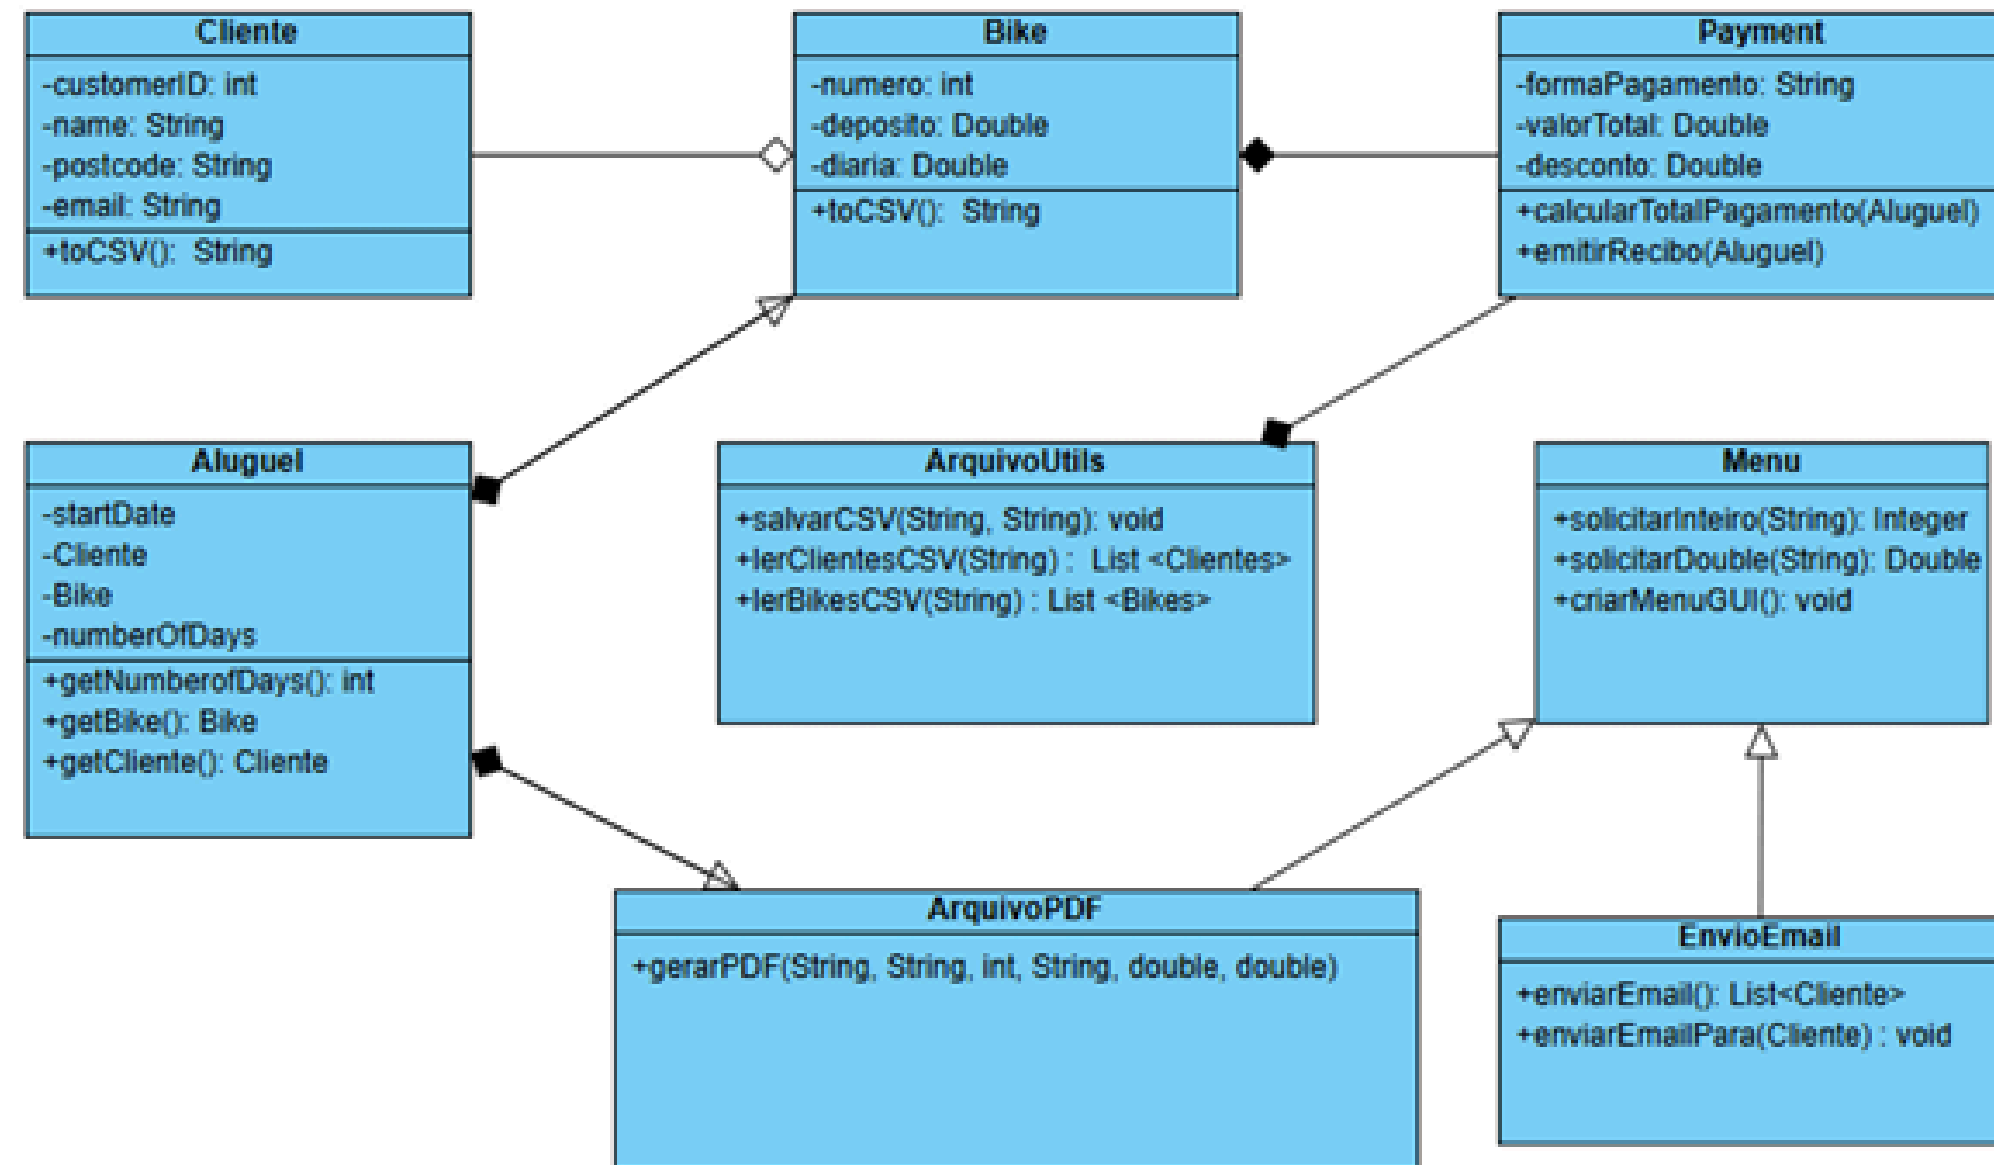 Cliente
-customerID: int
-name: String
-postcode: String
-email: String
+toCSV(): String
Bike
-numero: int
-deposito: Double
-diaria: Double
+toCSV(): String
Payment
-formaPagamento: String
-valorTotal: Double
-desconto: Double
+calcularTotalPagamento(Aluguel)
+emitirRecibo(Aluguel)
Aluguel
-startDate
-Cliente
-Bike
-numberOfDays
+getNumberofDays(): int
+getBike(): Bike
+getCliente(): Cliente
ArquivoUtils
+salvarCSV(String, String): void
+lerClientesCSV(String) : List <Clientes>
+lerBikesCSV(String) : List <Bikes>
Menu
+solicitarInteiro(String): Integer
+solicitarDouble(String): Double
+criarMenuGUI(): void
ArquivoPDF
+gerarPDF(String, String, int, String, double, double)
EnvioEmail
+enviarEmail(): List<Cliente>
+enviarEmailPara(Cliente) : void